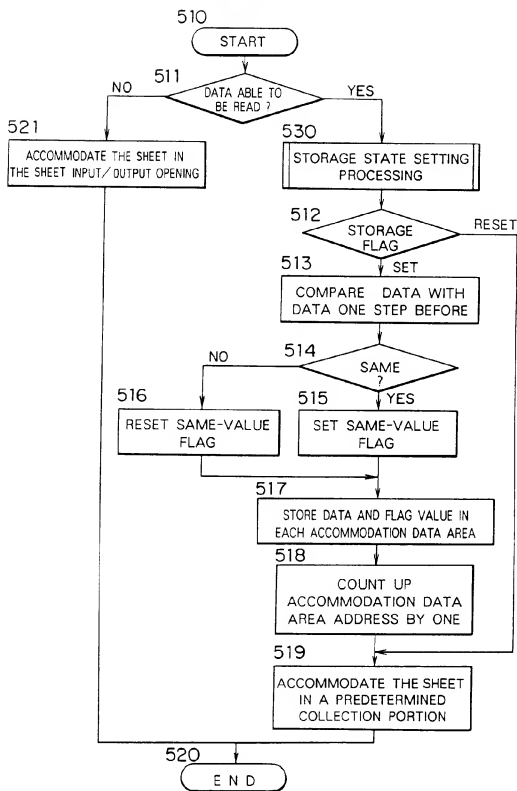 510
START
511
DATA ABLE TO
BE READ ?
NO
YES
521
ACCOMMODATE THE SHEET IN
THE SHEET INPUT/OUTPUT OPENING
530
STORAGE STATE SETTING
PROCESSING
512
STORAGE
FLAG
RESET
SET
513
COMPARE DATA WITH
DATA ONE STEP BEFORE
514
SAME
?
NO
YES
516
RESET SAME-VALUE
FLAG
515
SET SAME-VALUE
FLAG
517
STORE DATA AND FLAG VALUE IN
EACH ACCOMMODATION DATA AREA
518
COUNT UP
ACCOMMODATION DATA
AREA ADDRESS BY ONE
519
ACCOMMODATE THE SHEET
IN A PREDETERMINED
COLLECTION PORTION
520
END